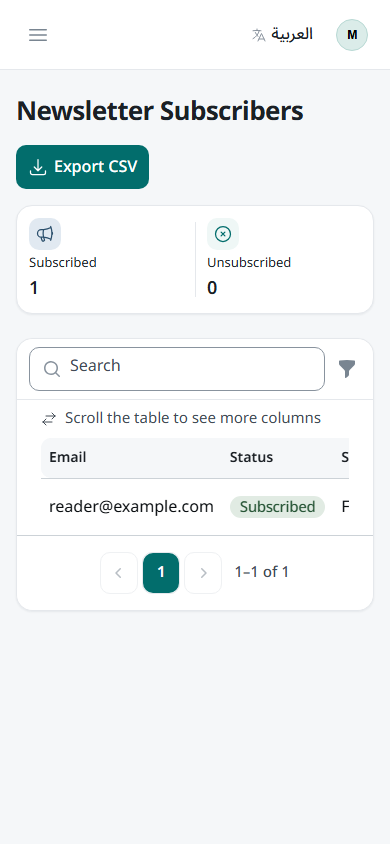 العربية M
Newsletter Subscribers
Export CSV
Subscribed
1
Unsubscribed
0
Search
Scroll the table to see more columns
Email Status S
reader@example.com Subscribed F
1 1–1 of 1